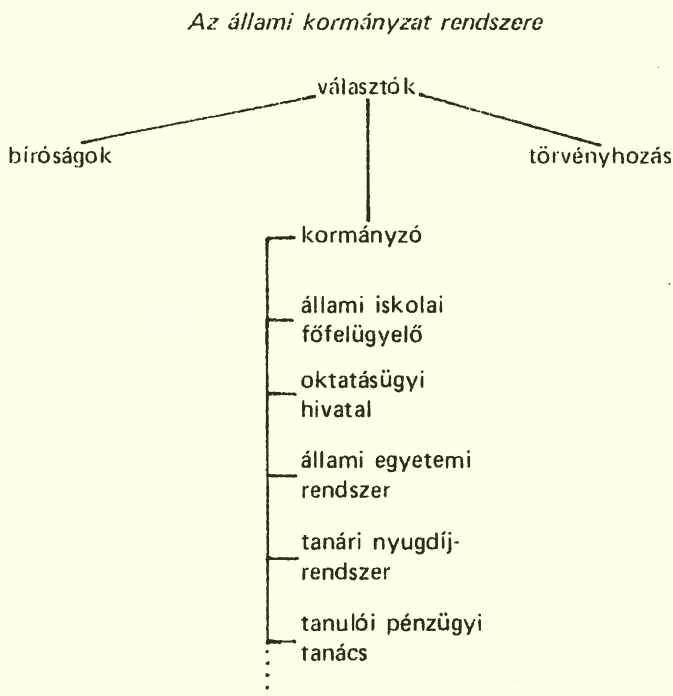 Az állami kormányzat rendszere
választók
bíróságok
törvényhozás
kormányzó
állami iskolai
főfelügyelő
oktatásügyi
hivatal
állami egyetemi
rendszer
tanári nyugdíj-
rendszer
tanulói pénzügyi
tanács